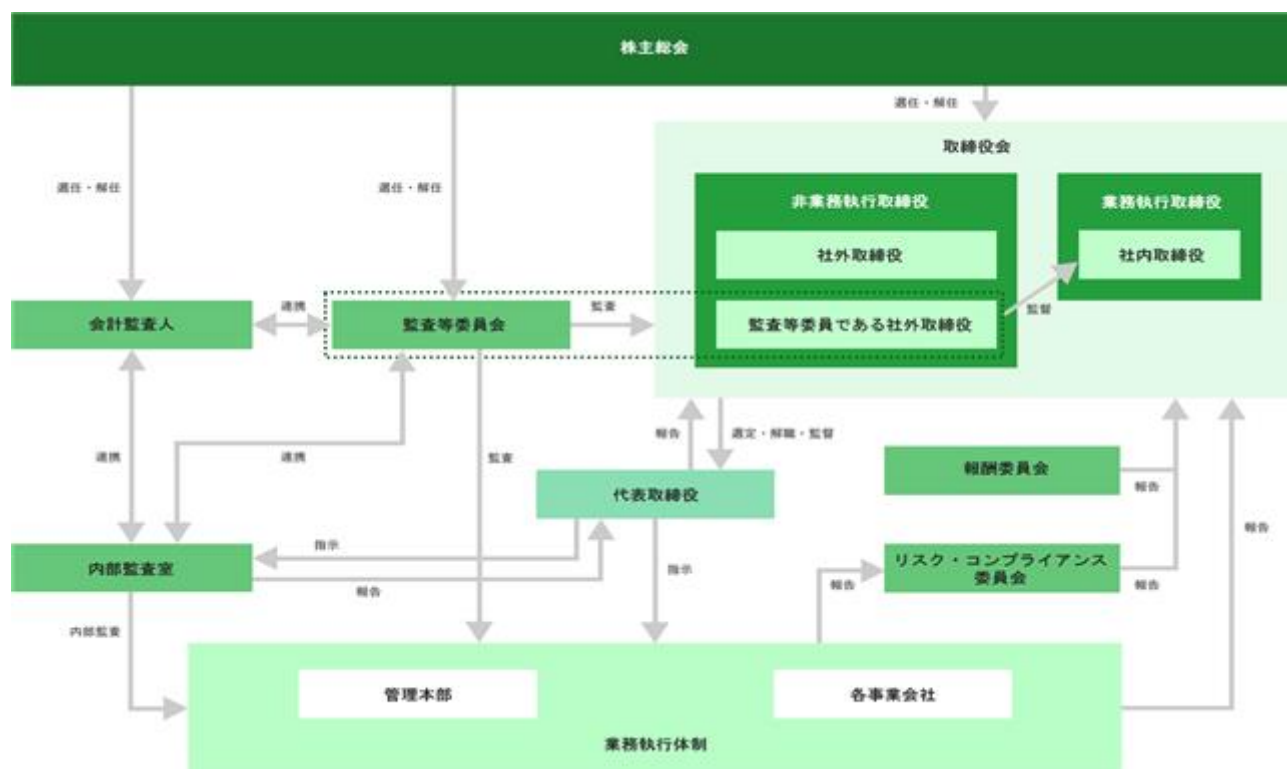 株主総会
選任・解任
取締役会
選任・解任
選任・解任
非業務執行取締役
業務執行取締役
社外取締役
社内取締役
会計監査人
連携
監査等委員会
監査
監査等委員である社外取締役
監督
報告
選定・解職・監督
連携
連携
監査
報酬委員会
報告
代表取締役
報告
指示
リスク・コンプライアンス
委員会
内部監査室
指示
報告
報告
報告
内部監査
管理本部
各事業会社
業務執行体制